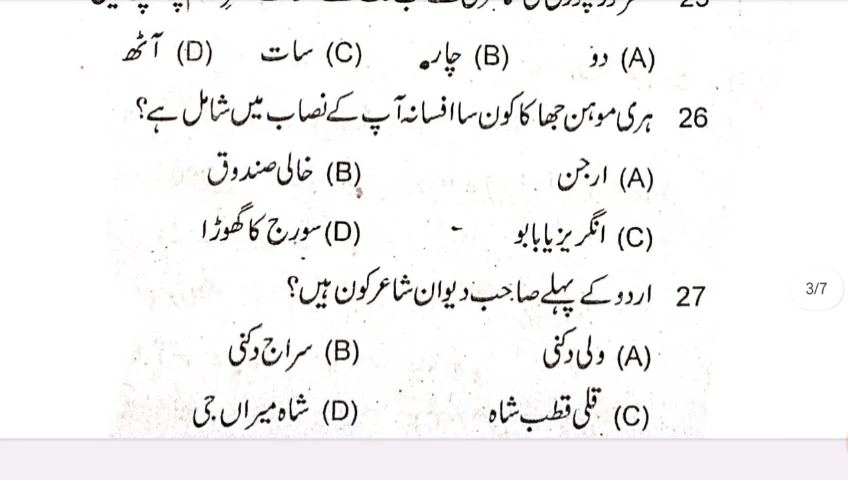 (A) دو (B) چار (C) سات (D) آٹھ
26 ہری موہن جھا کا کون سا افسانہ آپ کے نصاب میں شامل ہے؟
(A) ارجن (B) خالی صندوق
(C) انگریزیا بابو (D) سورج کا گھوڑا
27 اردو کے پہلے صاحب دیوان شاعر کون ہیں؟
3/7
(A) ولی دکنی (B) سراج دکنی
(C) قلی قطب شاہ (D) شاہ میراں جی